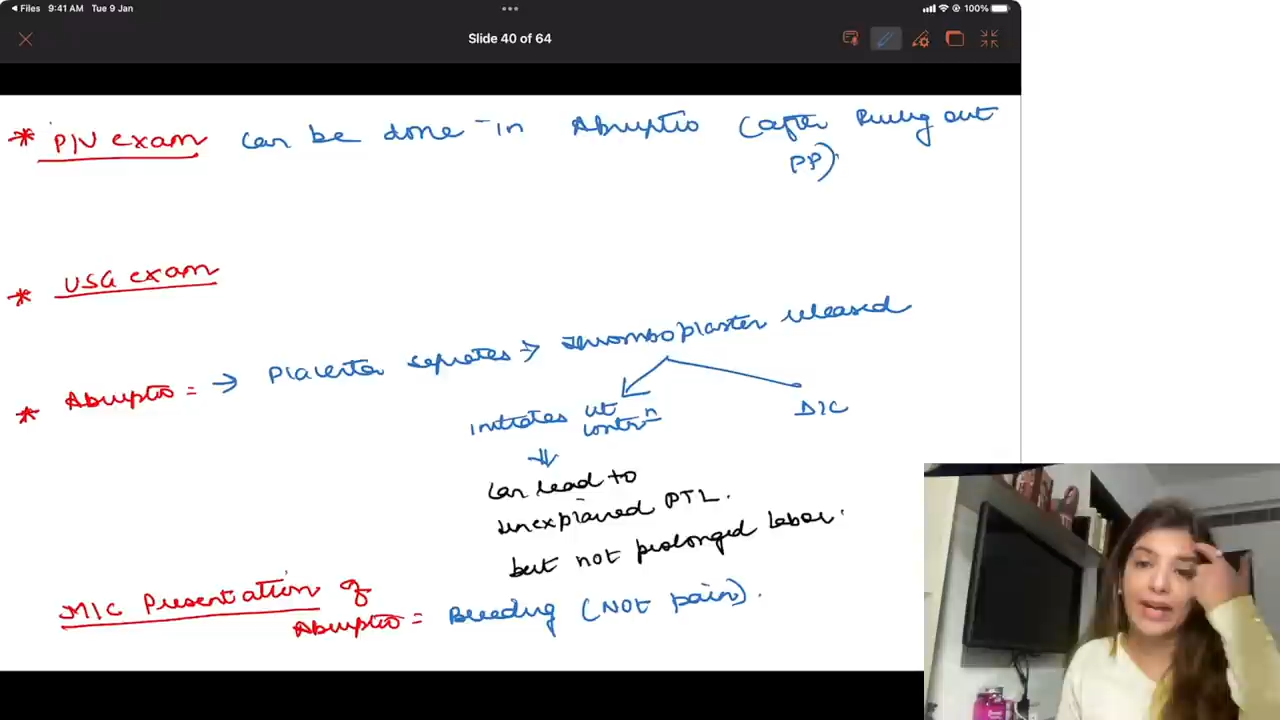 Files 9:41 AM Tue 9 Jan
100%
Slide 40 of 64
* P/V exam can be done in Abruptio (after Ruling out PP).
* USG exam
* Abruptio = → Placenta seprates → Thromboplaster released
initiates ut contrn
DIC
can lead to
unexplained PTL.
but not prolonged labor.
M/C Presentation of
Abruptio = Bleeding (NOT pain).